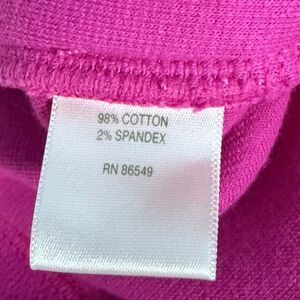 98% COTTON
2% SPANDEX
RN 86549